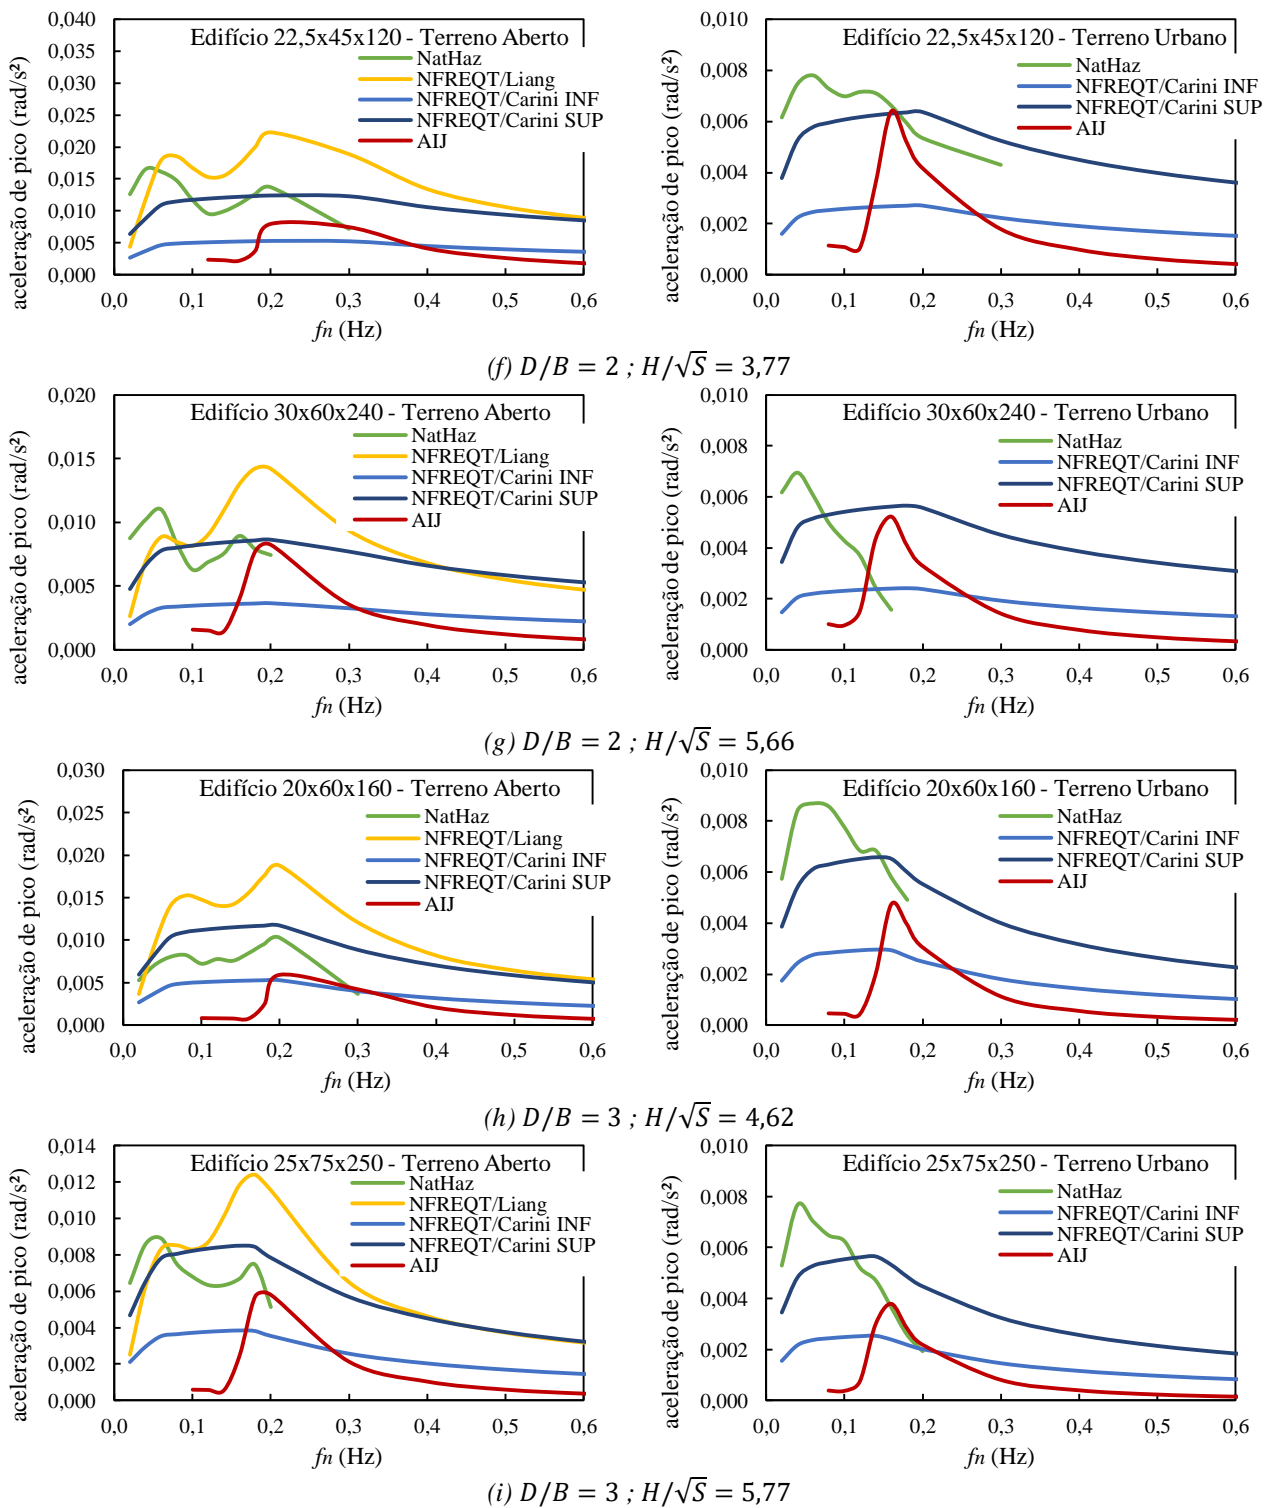 Edifício 22,5x45x120 - Terreno Aberto
NatHaz
NFREQT/Liang
NFREQT/Carini INF
NFREQT/Carini SUP
AIJ
aceleração de pico (rad/s²)
0,040
0,035
0,030
0,025
0,020
0,015
0,010
0,005
0,000
0,0 0,1 0,2 0,3 0,4 0,5 0,6
fn (Hz)
Edifício 22,5x45x120 - Terreno Urbano
NatHaz
NFREQT/Carini INF
NFREQT/Carini SUP
AIJ
aceleração de pico (rad/s²)
0,010
0,008
0,006
0,004
0,002
0,000
0,0 0,1 0,2 0,3 0,4 0,5 0,6
fn (Hz)
(f) D/B = 2 ; H/√S = 3,77
Edifício 30x60x240 - Terreno Aberto
NatHaz
NFREQT/Liang
NFREQT/Carini INF
NFREQT/Carini SUP
AIJ
aceleração de pico (rad/s²)
0,020
0,015
0,010
0,005
0,000
0,0 0,1 0,2 0,3 0,4 0,5 0,6
fn (Hz)
Edifício 30x60x240 - Terreno Urbano
NatHaz
NFREQT/Carini INF
NFREQT/Carini SUP
AIJ
aceleração de pico (rad/s²)
0,010
0,008
0,006
0,004
0,002
0,000
0,0 0,1 0,2 0,3 0,4 0,5 0,6
fn (Hz)
(g) D/B = 2 ; H/√S = 5,66
Edifício 20x60x160 - Terreno Aberto
NatHaz
NFREQT/Liang
NFREQT/Carini INF
NFREQT/Carini SUP
AIJ
aceleração de pico (rad/s²)
0,030
0,025
0,020
0,015
0,010
0,005
0,000
0,0 0,1 0,2 0,3 0,4 0,5 0,6
fn (Hz)
Edifício 20x60x160 - Terreno Urbano
NatHaz
NFREQT/Carini INF
NFREQT/Carini SUP
AIJ
aceleração de pico (rad/s²)
0,010
0,008
0,006
0,004
0,002
0,000
0,0 0,1 0,2 0,3 0,4 0,5 0,6
fn (Hz)
(h) D/B = 3 ; H/√S = 4,62
Edifício 25x75x250 - Terreno Aberto
NatHaz
NFREQT/Liang
NFREQT/Carini INF
NFREQT/Carini SUP
AIJ
aceleração de pico (rad/s²)
0,014
0,012
0,010
0,008
0,006
0,004
0,002
0,000
0,0 0,1 0,2 0,3 0,4 0,5 0,6
fn (Hz)
Edifício 25x75x250 - Terreno Urbano
NatHaz
NFREQT/Carini INF
NFREQT/Carini SUP
AIJ
aceleração de pico (rad/s²)
0,010
0,008
0,006
0,004
0,002
0,000
0,0 0,1 0,2 0,3 0,4 0,5 0,6
fn (Hz)
(i) D/B = 3 ; H/√S = 5,77